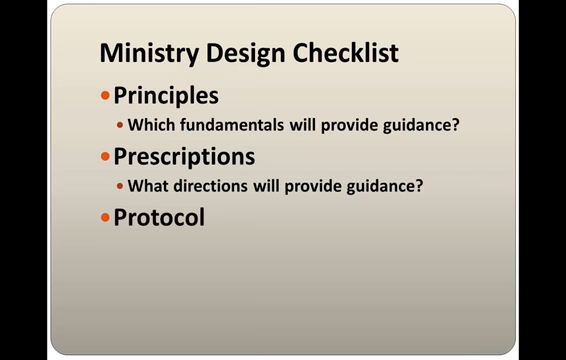 Ministry Design Checklist
• Principles
• Which fundamentals will provide guidance?
• Prescriptions
• What directions will provide guidance?
• Protocol